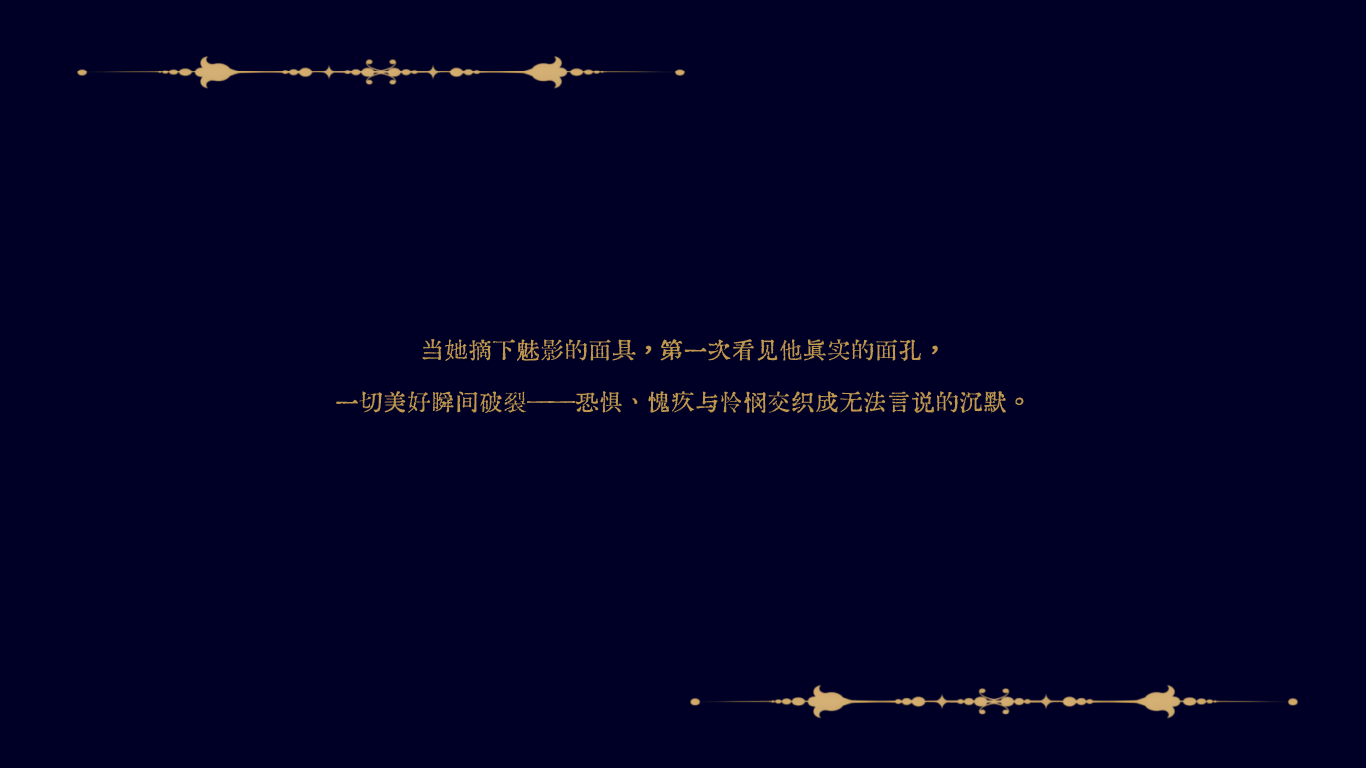 当她摘下魅影的面具，第一次看见他真实的面孔，
一切美好瞬间破裂——恐惧、愧疚与怜悯交织成无法言说的沉默。